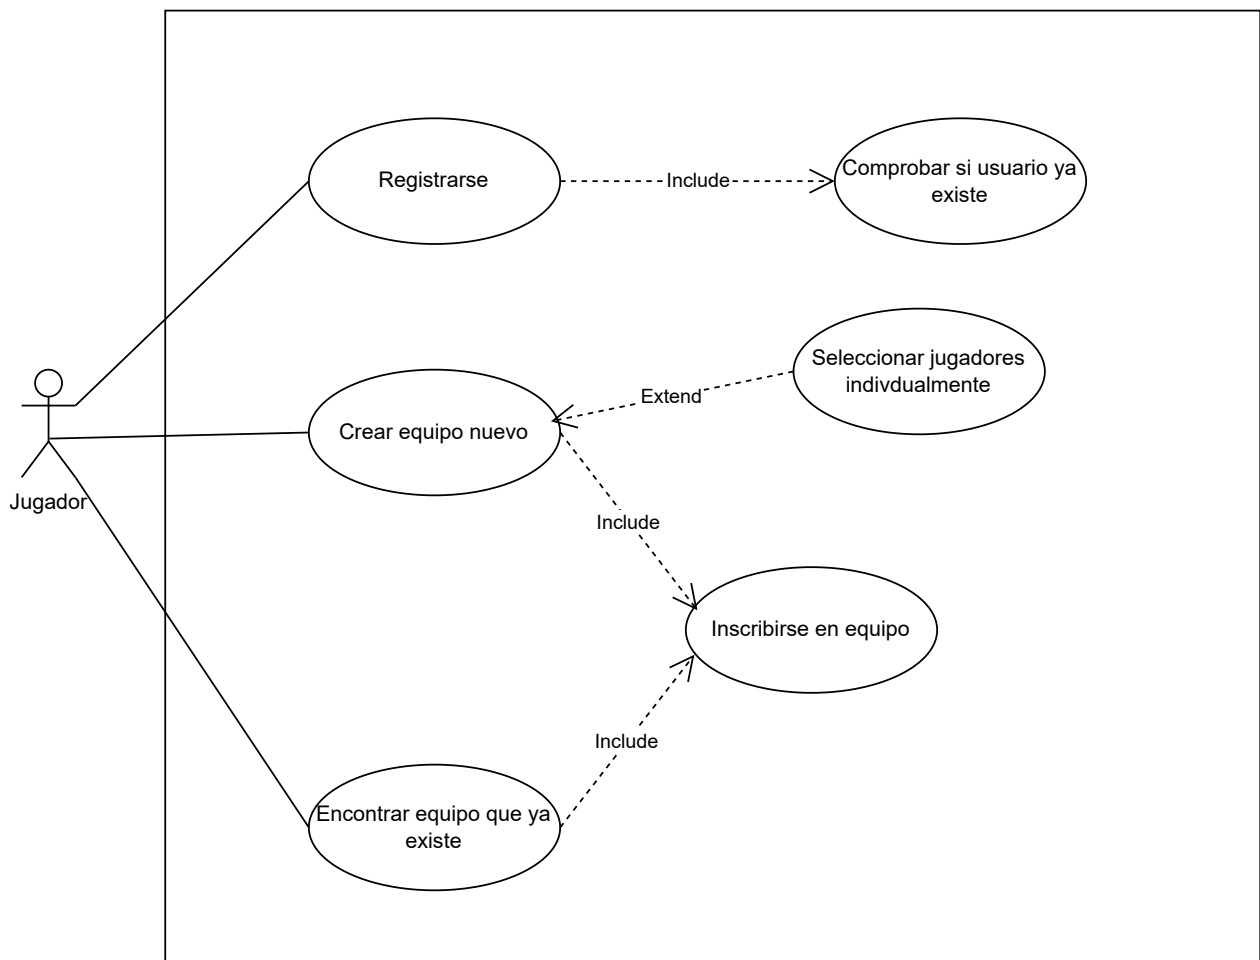 Registrarse
Include
Comprobar si usuario ya
existe
Seleccionar jugadores
indivdualmente
Extend
Crear equipo nuevo
Jugador
Include
Inscribirse en equipo
Include
Encontrar equipo que ya
existe